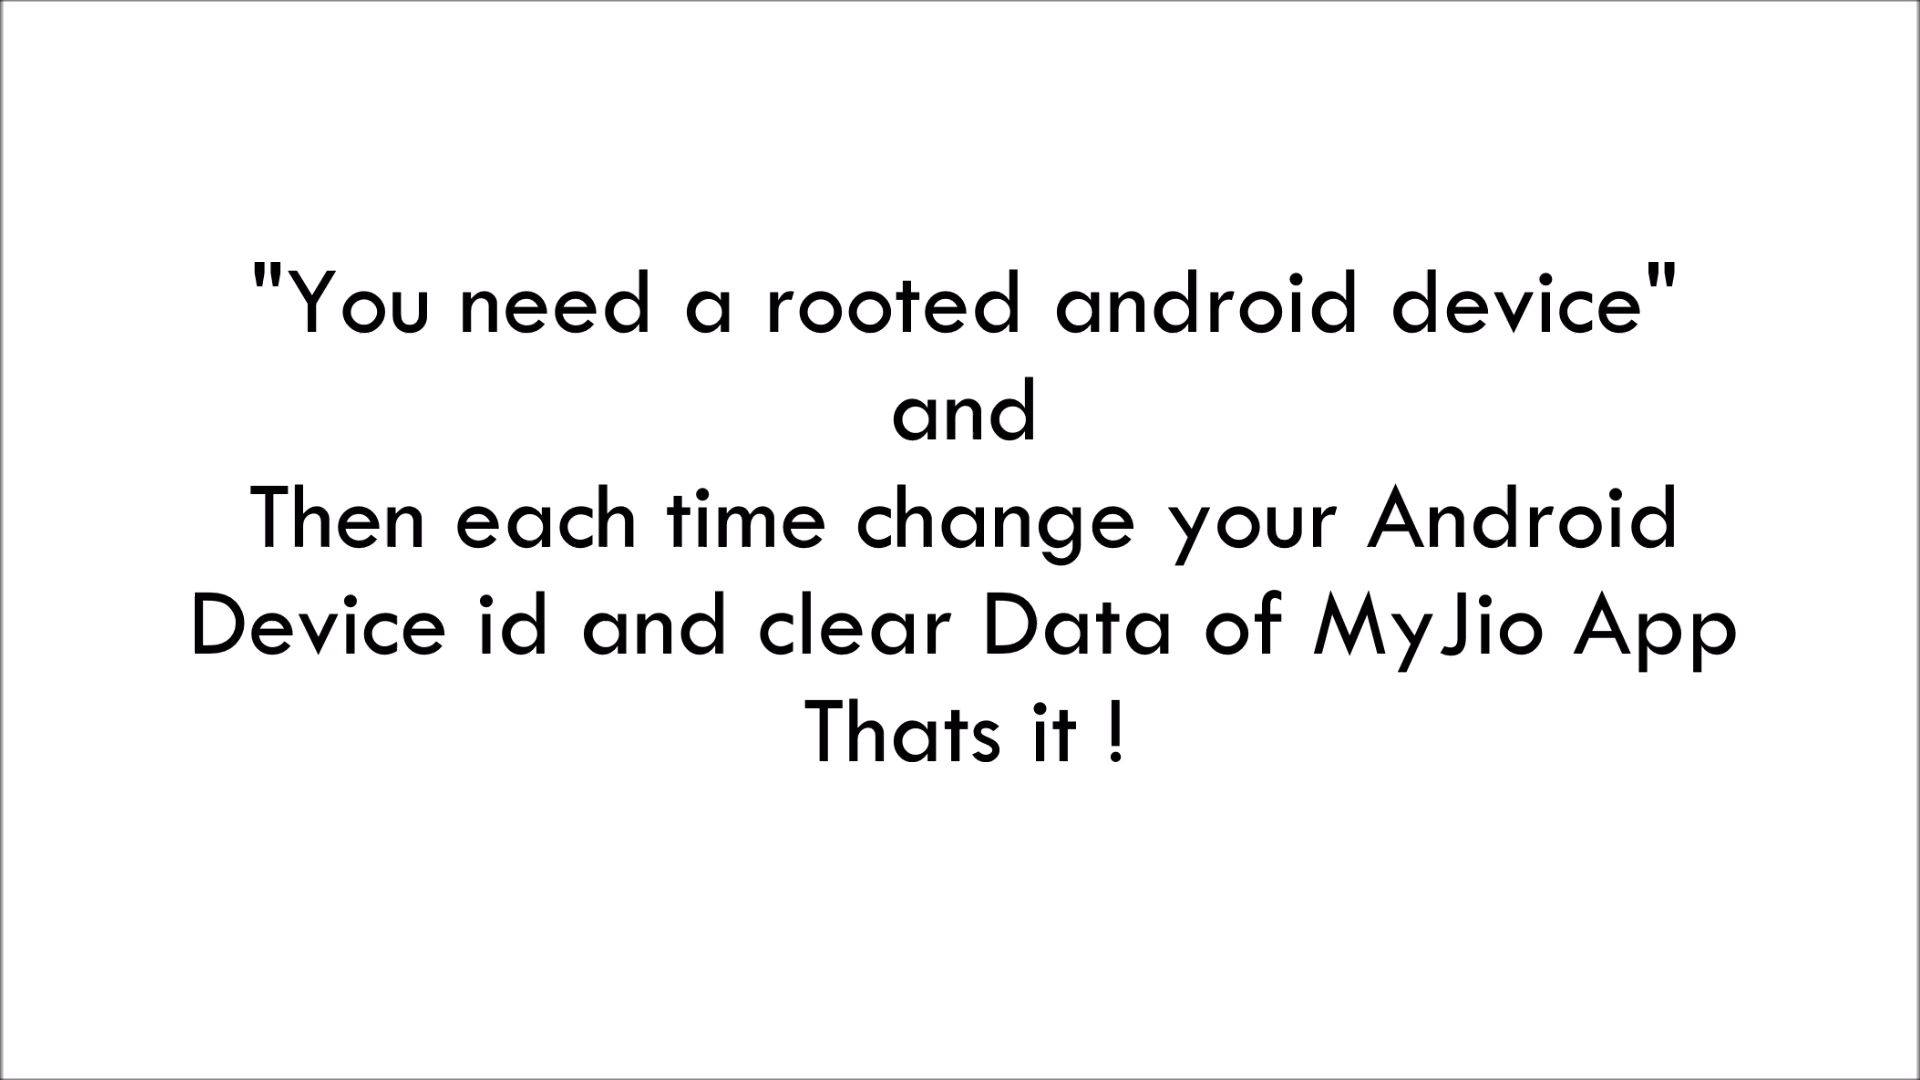 "You need a rooted android device"
and
Then each time change your Android
Device id and clear Data of MyJio App
Thats it !